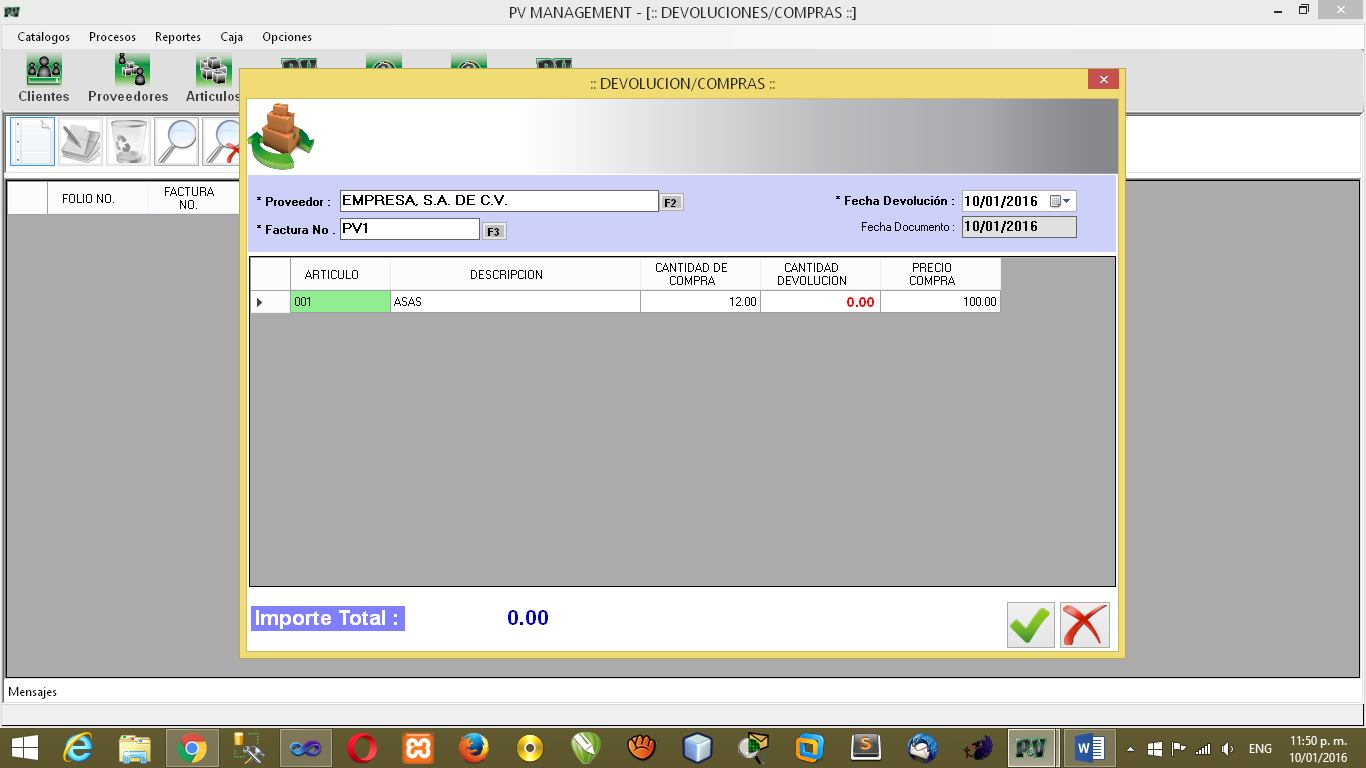 PV MANAGEMENT - [:: DEVOLUCIONES/COMPRAS ::]
Catálogos Procesos Reportes Caja Opciones
Clientes Proveedores Articulos
:: DEVOLUCION/COMPRAS ::
FOLIO NO. FACTURA NO.
* Proveedor : EMPRESA, S.A. DE C.V. F2 * Fecha Devolución : 10/01/2016
* Factura No . PV1 F3 Fecha Documento : 10/01/2016
ARTICULO DESCRIPCION CANTIDAD DE COMPRA CANTIDAD DEVOLUCION PRECIO COMPRA
001 ASAS 12.00 0.00 100.00
Importe Total : 0.00
Mensajes
ENG 11:50 p. m.
10/01/2016